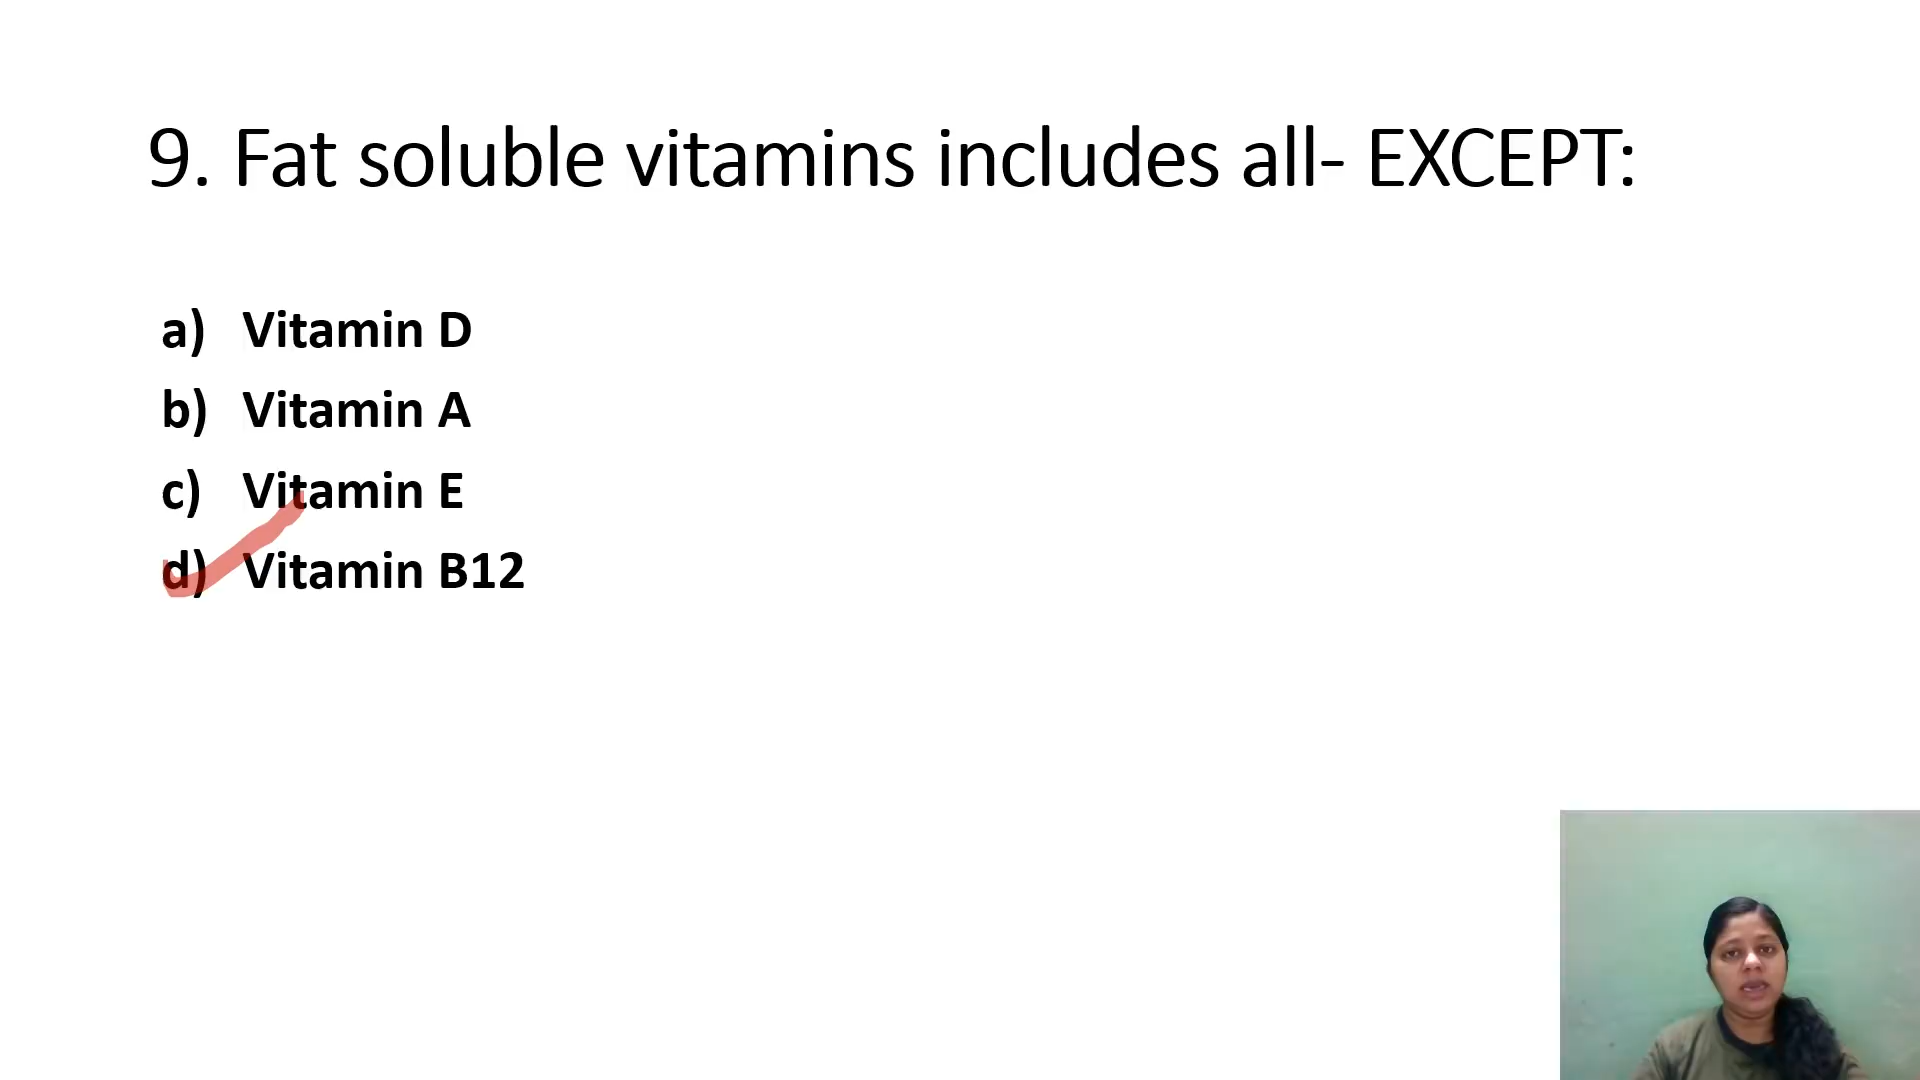 9. Fat soluble vitamins includes all- EXCEPT:
a) Vitamin D
b) Vitamin A
c) Vitamin E
d) Vitamin B12